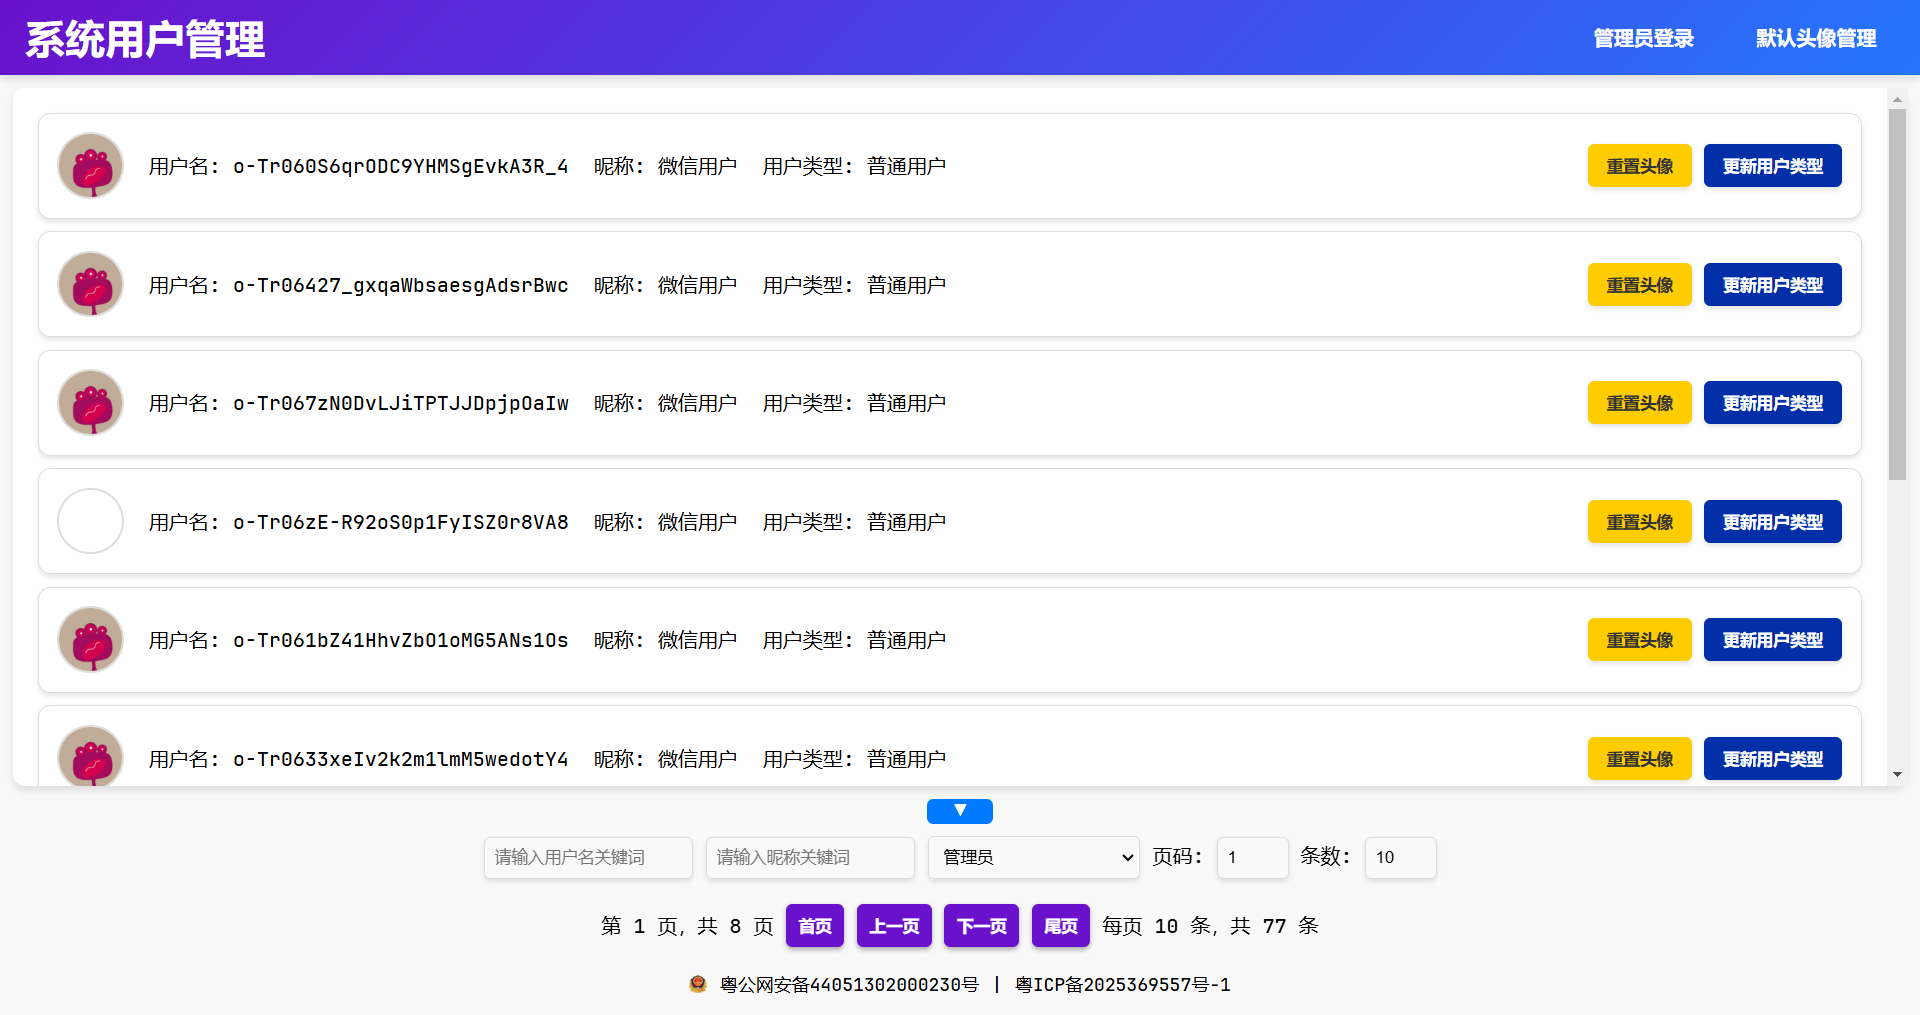 系统用户管理 管理员登录 默认头像管理
用户名: o-Tr060S6qrODC9YHMSgEvkA3R_4 昵称: 微信用户 用户类型: 普通用户 重置头像 更新用户类型
用户名: o-Tr06427_gxqaWbsaesgAdsrBwc 昵称: 微信用户 用户类型: 普通用户 重置头像 更新用户类型
用户名: o-Tr067zN0DvLJiTPTJJDpjpOaIw 昵称: 微信用户 用户类型: 普通用户 重置头像 更新用户类型
用户名: o-Tr06zE-R92oS0p1FyISZ0r8VA8 昵称: 微信用户 用户类型: 普通用户 重置头像 更新用户类型
用户名: o-Tr061bZ41HhvZbO1oMG5ANs1Os 昵称: 微信用户 用户类型: 普通用户 重置头像 更新用户类型
用户名: o-Tr0633xeIv2k2m1lmM5wedotY4 昵称: 微信用户 用户类型: 普通用户 重置头像 更新用户类型
▼
请输入用户名关键词 请输入昵称关键词 管理员 页码: 1 条数: 10
第 1 页, 共 8 页 首页 上一页 下一页 尾页 每页 10 条, 共 77 条
粤公网安备44051302000230号 | 粤ICP备2025369557号-1